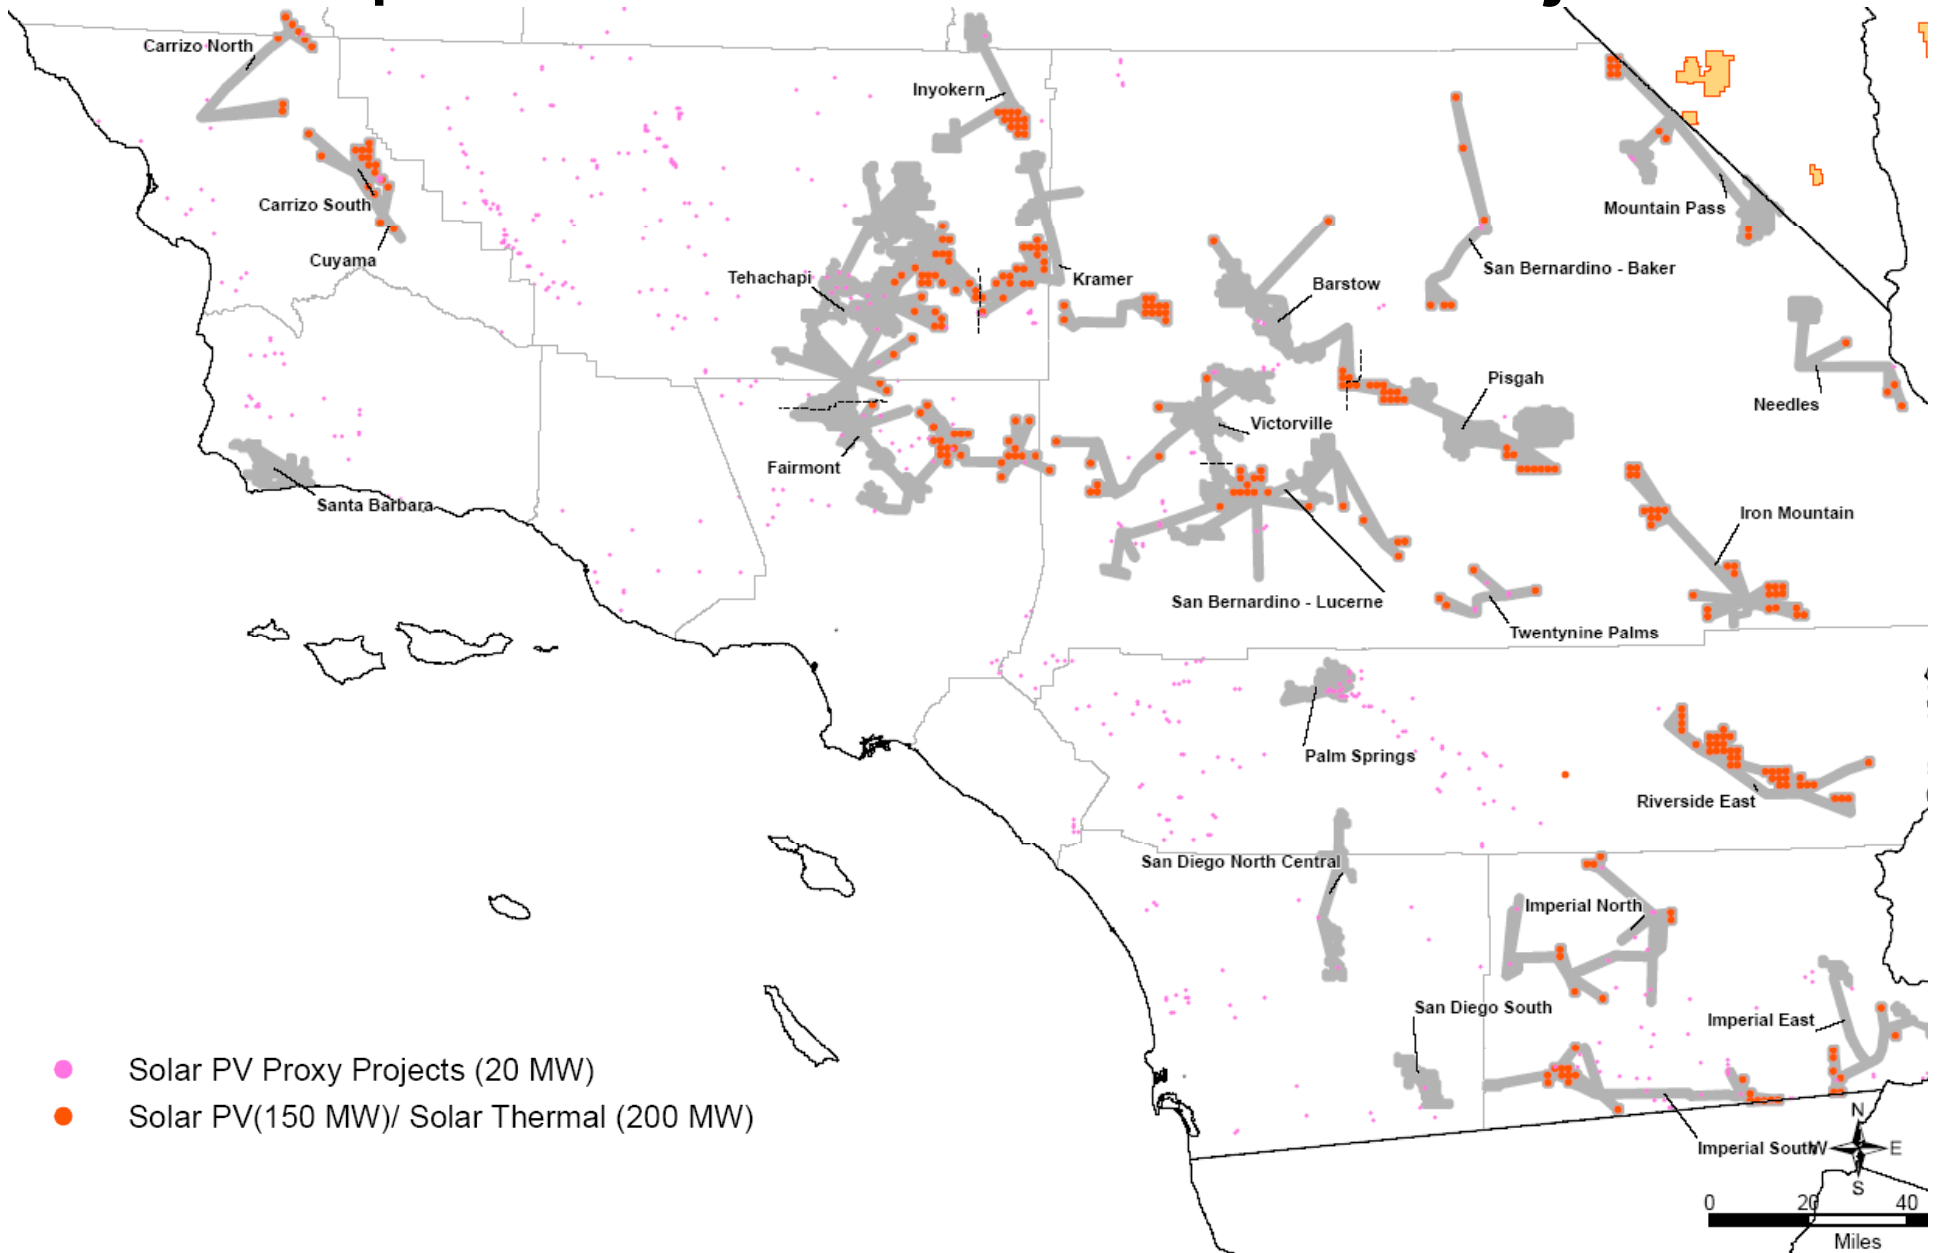 Carrizo North
Inyokern
Carrizo South
Mountain Pass
Cuyama
Tehachapi
Kramer
San Bernardino - Baker
Barstow
Pisgah
Needles
Victorville
Fairmont
Santa Barbara
Iron Mountain
San Bernardino - Lucerne
Twentynine Palms
Palm Springs
Riverside East
San Diego North Central
Imperial North
San Diego South
Imperial East
Solar PV Proxy Projects (20 MW)
Solar PV(150 MW)/ Solar Thermal (200 MW)
N
Imperial South
W
E
S
0 20 40
Miles